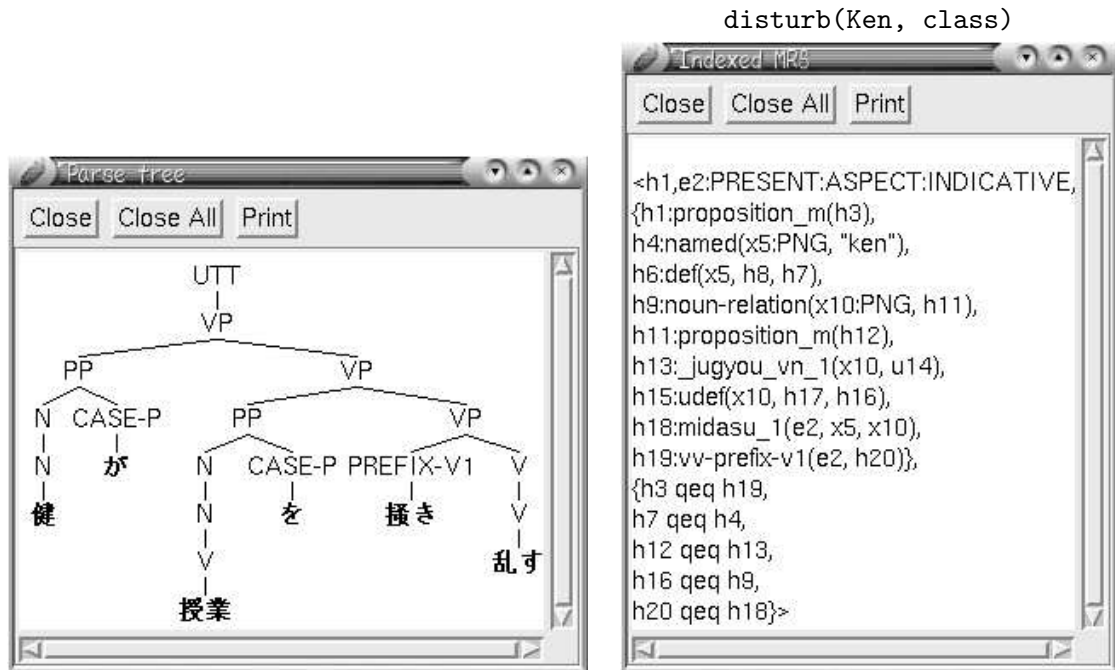 disturb(Ken, class)
Parse tree
Close Close All Print
UTT
VP
PP VP
N CASE-P PP VP
N が N CASE-P PREFIX-V1 V
健 N を 掻き V
V 乱す
授業
Indexed MRS
Close Close All Print
<h1,e2:PRESENT:ASPECT:INDICATIVE,
{h1:proposition_m(h3),
h4:named(x5:PNG, "ken"),
h6:def(x5, h8, h7),
h9:noun-relation(x10:PNG, h11),
h11:proposition_m(h12),
h13:_jugyou_vn_1(x10, u14),
h15:udef(x10, h17, h16),
h18:midasu_1(e2, x5, x10),
h19:vv-prefix-v1(e2, h20)},
{h3 qeq h19,
h7 qeq h4,
h12 qeq h13,
h16 qeq h9,
h20 qeq h18}>